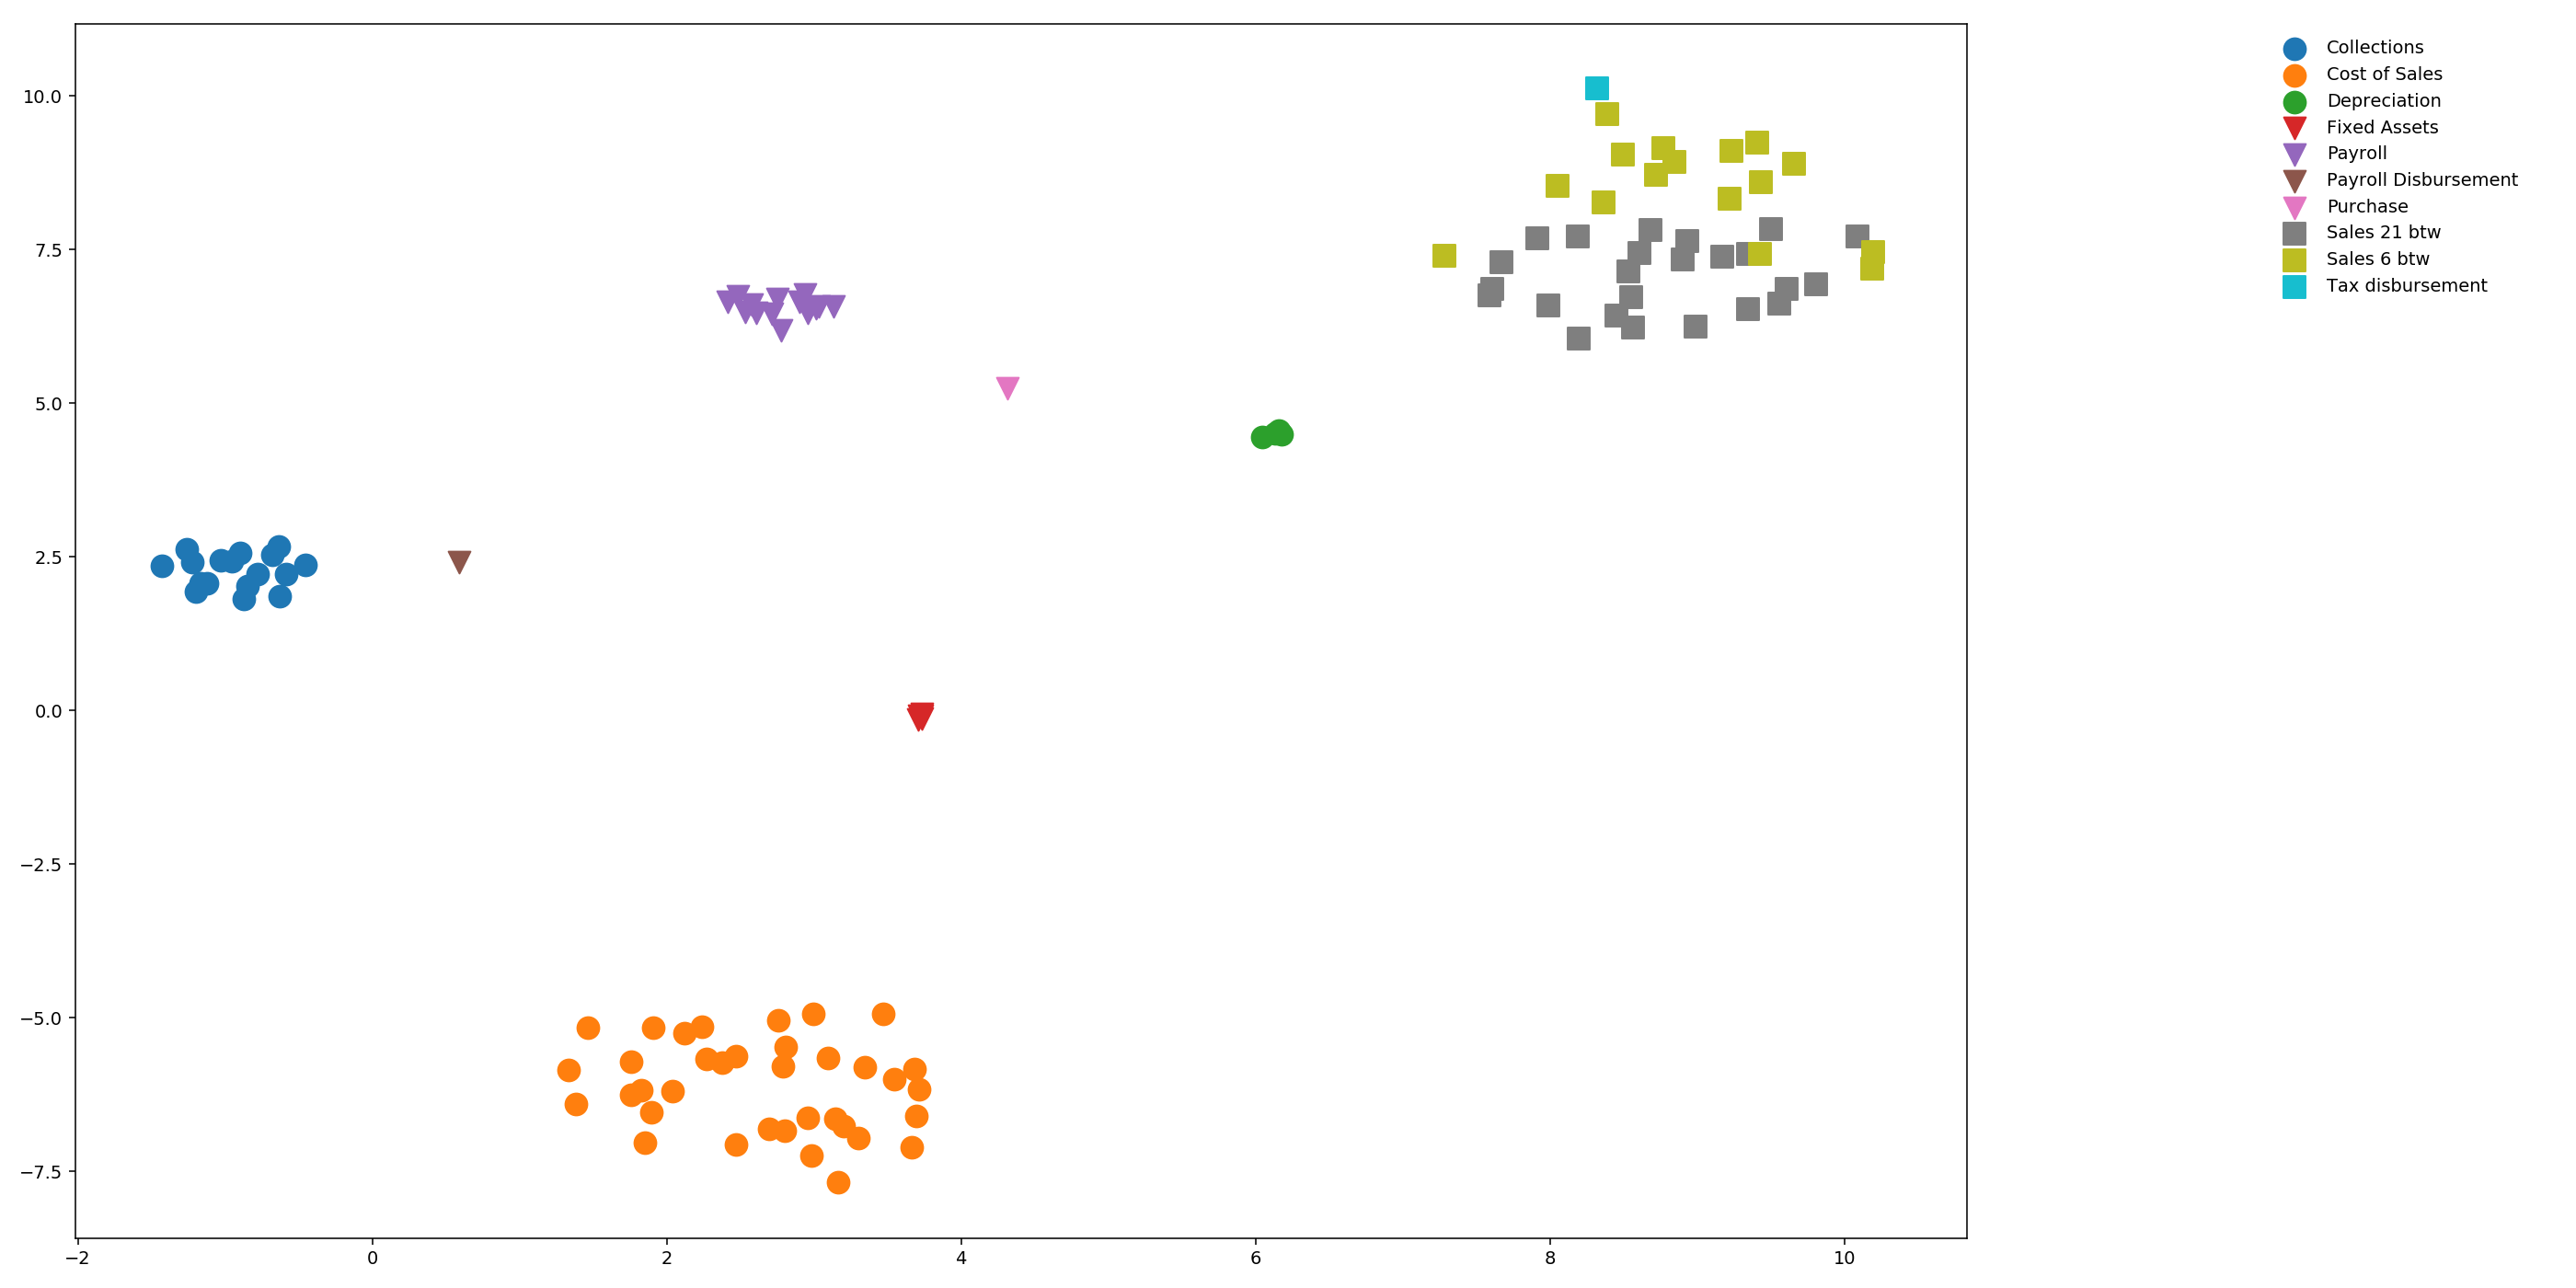 10.0
7.5
5.0
2.5
0.0
−2.5
−5.0
−7.5
−2 0 2 4 6 8 10
Collections
Cost of Sales
Depreciation
Fixed Assets
Payroll
Payroll Disbursement
Purchase
Sales 21 btw
Sales 6 btw
Tax disbursement